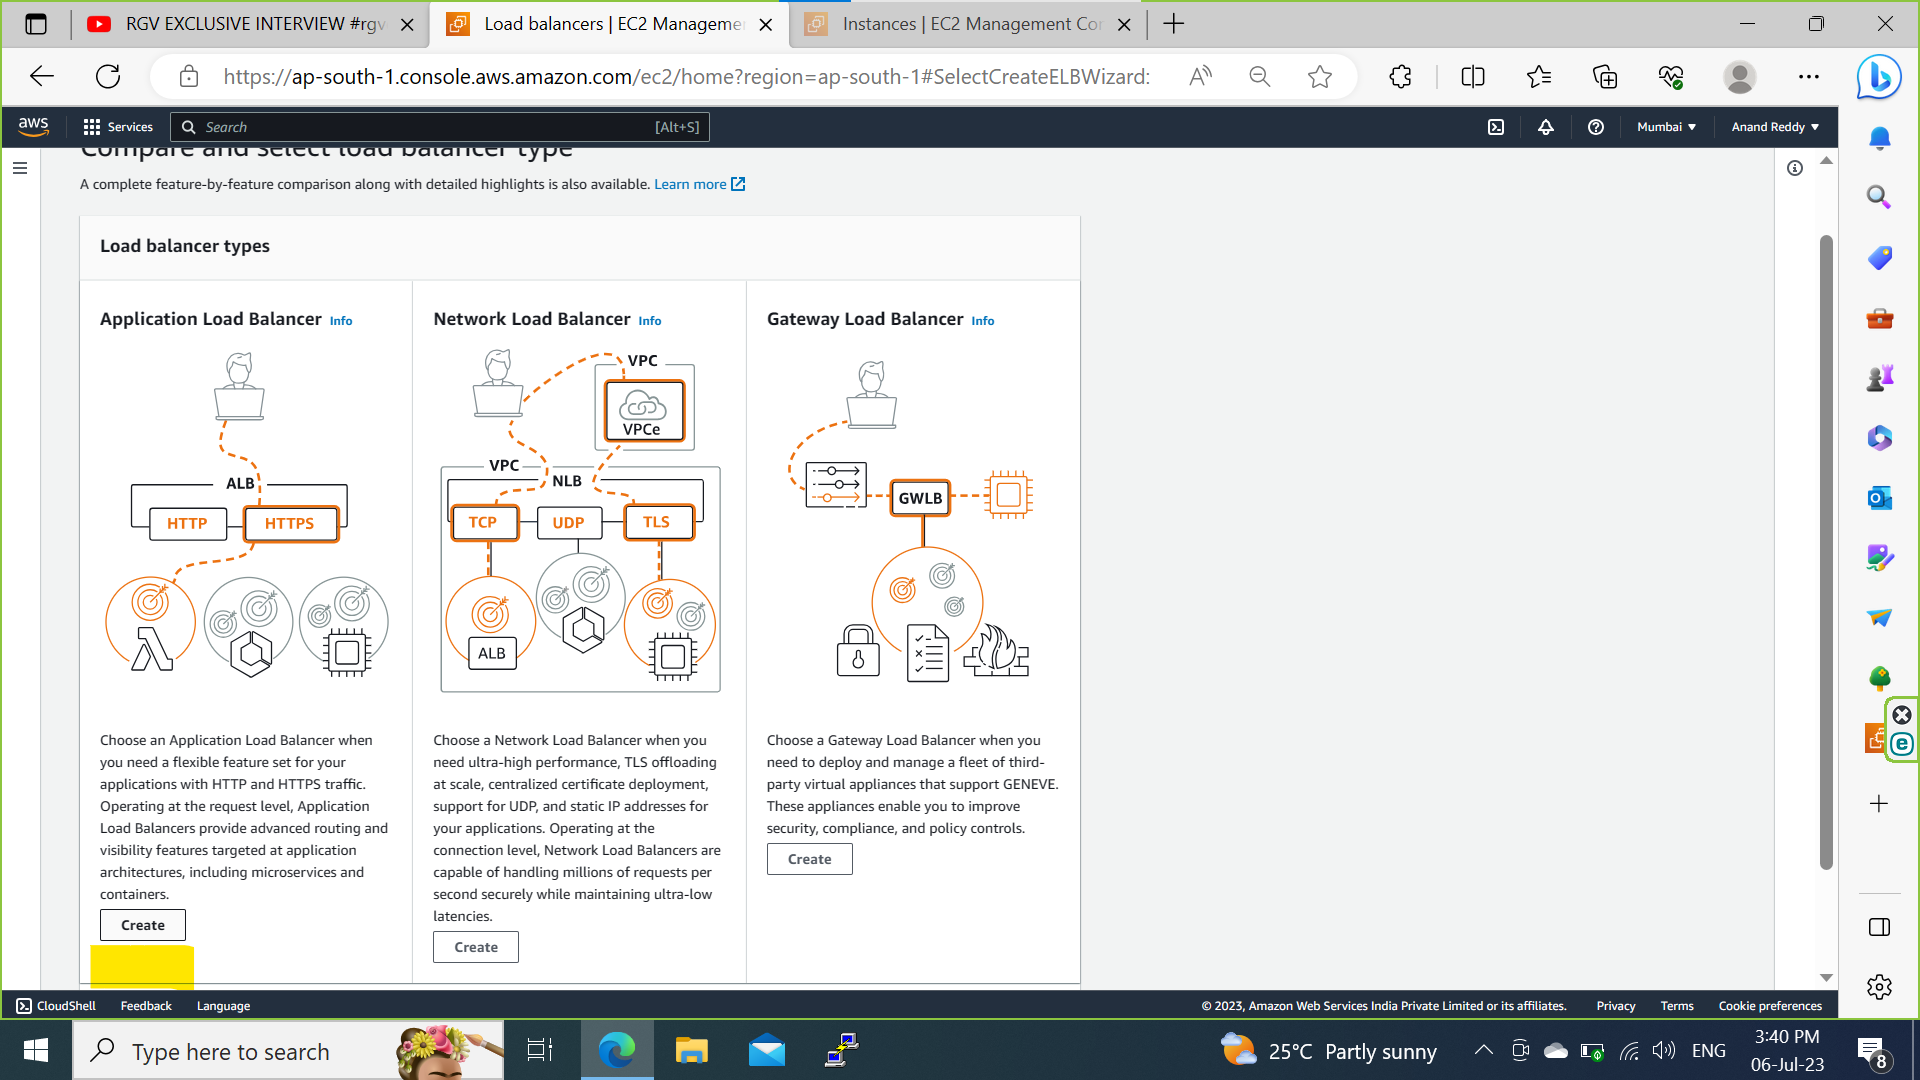 RGV EXCLUSIVE INTERVIEW #rgv
Load balancers | EC2 Managemen
Instances | EC2 Management Con
https://ap-south-1.console.aws.amazon.com/ec2/home?region=ap-south-1#SelectCreateELBWizard:
aws
Services
Search
[Alt+S]
Mumbai
Anand Reddy
Compare and select load balancer type
A complete feature-by-feature comparison along with detailed highlights is also available. Learn more
Load balancer types
Application Load Balancer Info
ALB
HTTP
HTTPS
Choose an Application Load Balancer when
you need a flexible feature set for your
applications with HTTP and HTTPS traffic.
Operating at the request level, Application
Load Balancers provide advanced routing and
visibility features targeted at application
architectures, including microservices and
containers.
Create
Network Load Balancer Info
VPC
VPCe
VPC
NLB
TCP
UDP
TLS
ALB
Choose a Network Load Balancer when you
need ultra-high performance, TLS offloading
at scale, centralized certificate deployment,
support for UDP, and static IP addresses for
your applications. Operating at the
connection level, Network Load Balancers are
capable of handling millions of requests per
second securely while maintaining ultra-low
latencies.
Create
Gateway Load Balancer Info
GWLB
Choose a Gateway Load Balancer when you
need to deploy and manage a fleet of third-
party virtual appliances that support GENEVE.
These appliances enable you to improve
security, compliance, and policy controls.
Create
CloudShell
Feedback
Language
© 2023, Amazon Web Services India Private Limited or its affiliates.
Privacy
Terms
Cookie preferences
Type here to search
25°C Partly sunny
ENG
3:40 PM
06-Jul-23
8